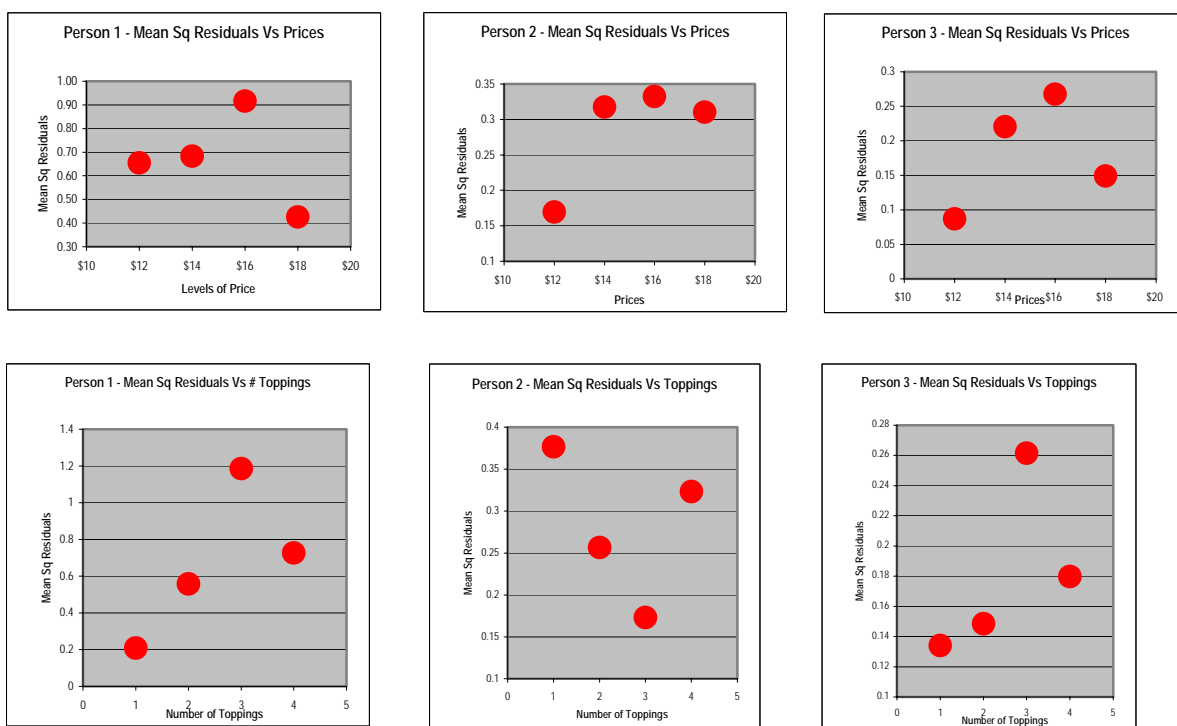 Person 1 - Mean Sq Residuals Vs Prices
Mean Sq Residuals
1.00
0.90
0.80
0.70
0.60
0.50
0.40
0.30
$10 $12 $14 $16 $18 $20
Levels of Price
Person 2 - Mean Sq Residuals Vs Prices
Mean Sq Residuals
0.35
0.3
0.25
0.2
0.15
0.1
$10 $12 $14 $16 $18 $20
Prices
Person 3 - Mean Sq Residuals Vs Prices
Mean Sq Residuals
0.3
0.25
0.2
0.15
0.1
0.05
0
$10 $12 $14 $16 $18 $20
Prices
Person 1 - Mean Sq Residuals Vs # Toppings
Mean Sq Residuals
1.4
1.2
1
0.8
0.6
0.4
0.2
0
0 1 2 3 4 5
Number of Toppings
Person 2 - Mean Sq Residuals Vs Toppings
Mean Sq Residuals
0.4
0.35
0.3
0.25
0.2
0.15
0.1
0 1 2 3 4 5
Number of Toppings
Person 3 - Mean Sq Residuals Vs Toppings
Mean Sq Residuals
0.28
0.26
0.24
0.22
0.2
0.18
0.16
0.14
0.12
0.1
0 1 2 3 4 5
Number of Toppings